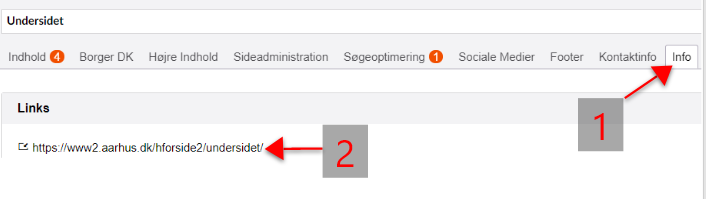 Undersidet
Indhold 4 Borger DK Højre Indhold Sideadministration Søgeoptimering 1 Sociale Medier Footer Kontaktinfo Info
Links
1
https://www2.aarhus.dk/hforside2/undersidet/
2